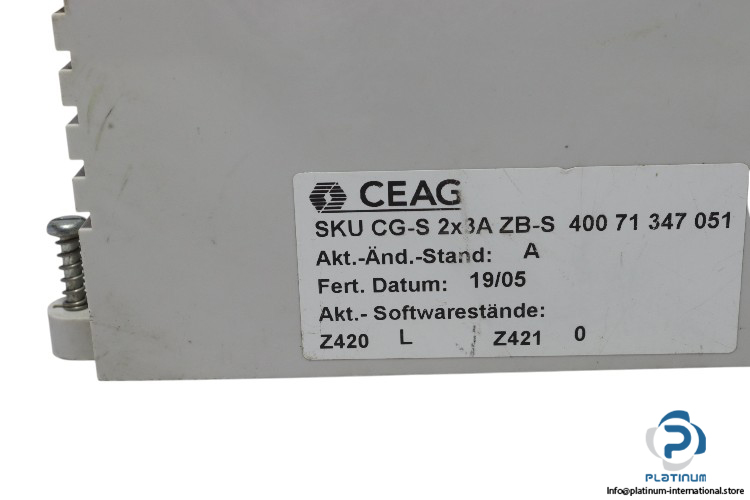 CEAG
SKU CG-S 2x3A ZB-S 400 71 347 051
Akt.-Änd.-Stand: A
Fert. Datum: 19/05
Akt.- Softwarestände:
Z420 L Z421 0
PLATINUM
Info@platinum-international.store